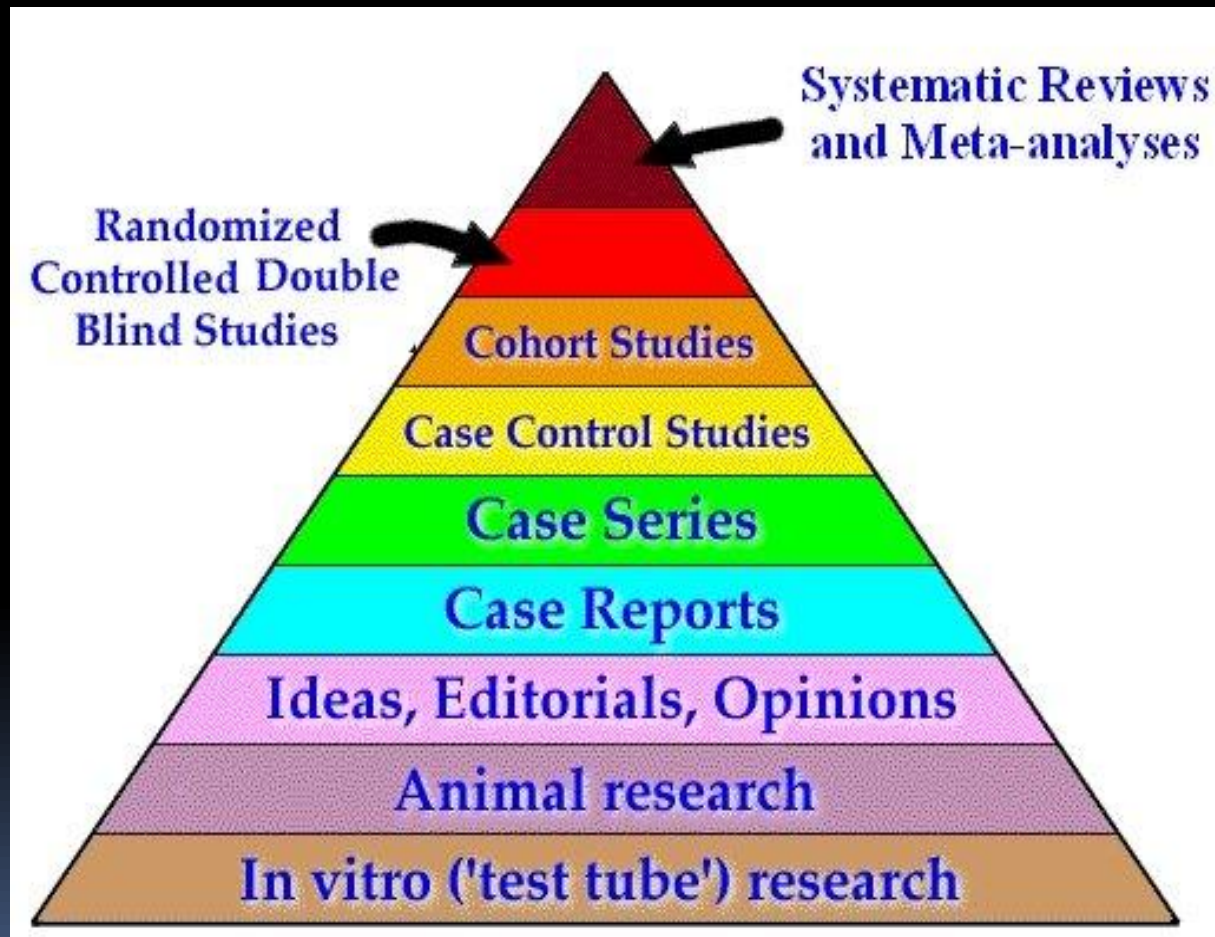 Systematic Reviews
and Meta-analyses
Randomized
Controlled Double
Blind Studies
Cohort Studies
Case Control Studies
Case Series
Case Reports
Ideas, Editorials, Opinions
Animal research
In vitro ('test tube') research